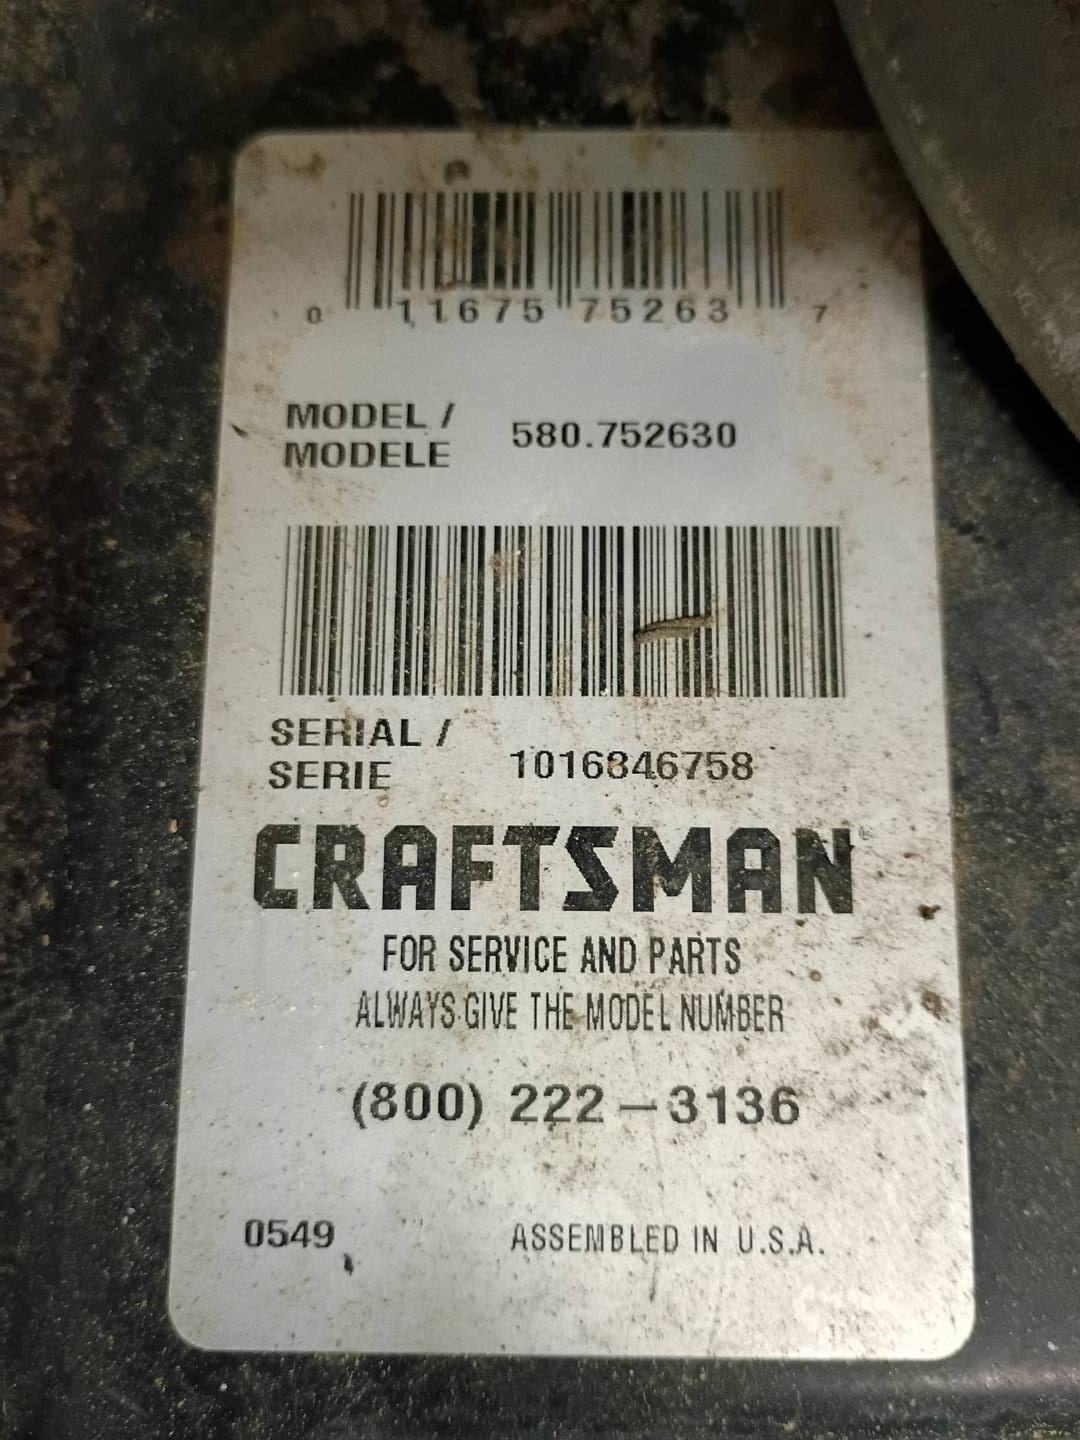 0 11675 75263 7
MODEL / 580.752630
MODELE
SERIAL / 1016846758
SERIE
CRAFTSMAN
FOR SERVICE AND PARTS
ALWAYS GIVE THE MODEL NUMBER
(800) 222-3136
0549 ASSEMBLED IN U.S.A.